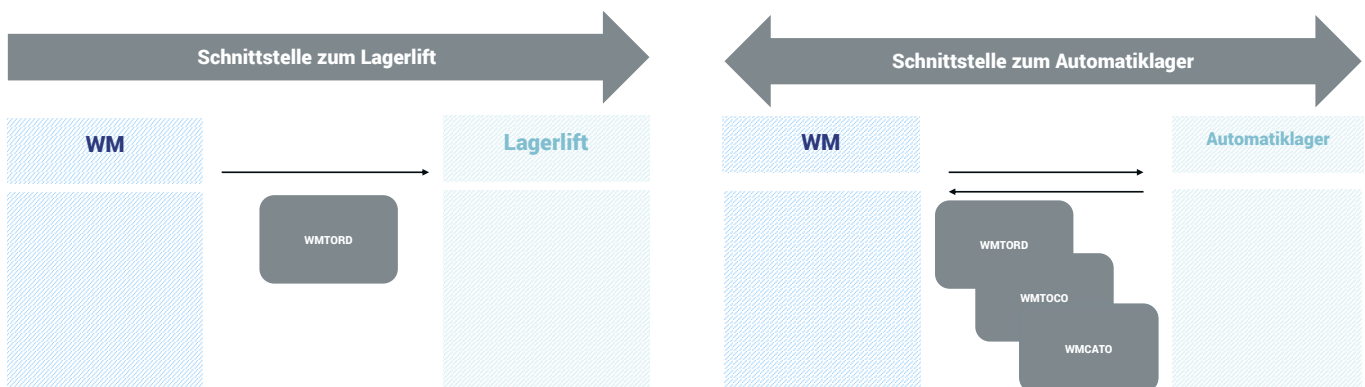 Schnittstelle zum Lagerlift
WM
Lagerlift
WMTORD
Schnittstelle zum Automatiklager
WM
Automatiklager
WMTORD
WMTOCO
WMCATO